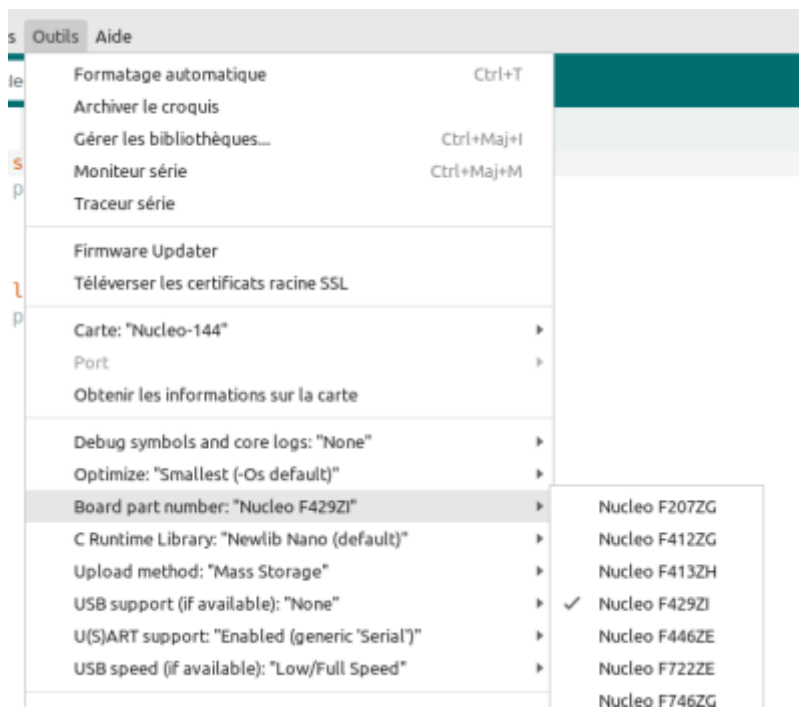 s Outils Aide
de
Formatage automatique Ctrl+T
Archiver le croquis
Gérer les bibliothèques... Ctrl+Maj+I
s
Moniteur série Ctrl+Maj+M
p
Traceur série
Firmware Updater
l
Téléverser les certificats racine SSL
p
Carte: "Nucleo-144"
Port
Obtenir les informations sur la carte
Debug symbols and core logs: "None"
Optimize: "Smallest (-Os default)"
Board part number: "Nucleo F429ZI" Nucleo F207ZG
C Runtime Library: "Newlib Nano (default)" Nucleo F412ZG
Upload method: "Mass Storage" Nucleo F413ZH
USB support (if available): "None" ✓ Nucleo F429ZI
U(S)ART support: "Enabled (generic 'Serial')" Nucleo F446ZE
USB speed (if available): "Low/Full Speed" Nucleo F722ZE
Nucleo F746ZG